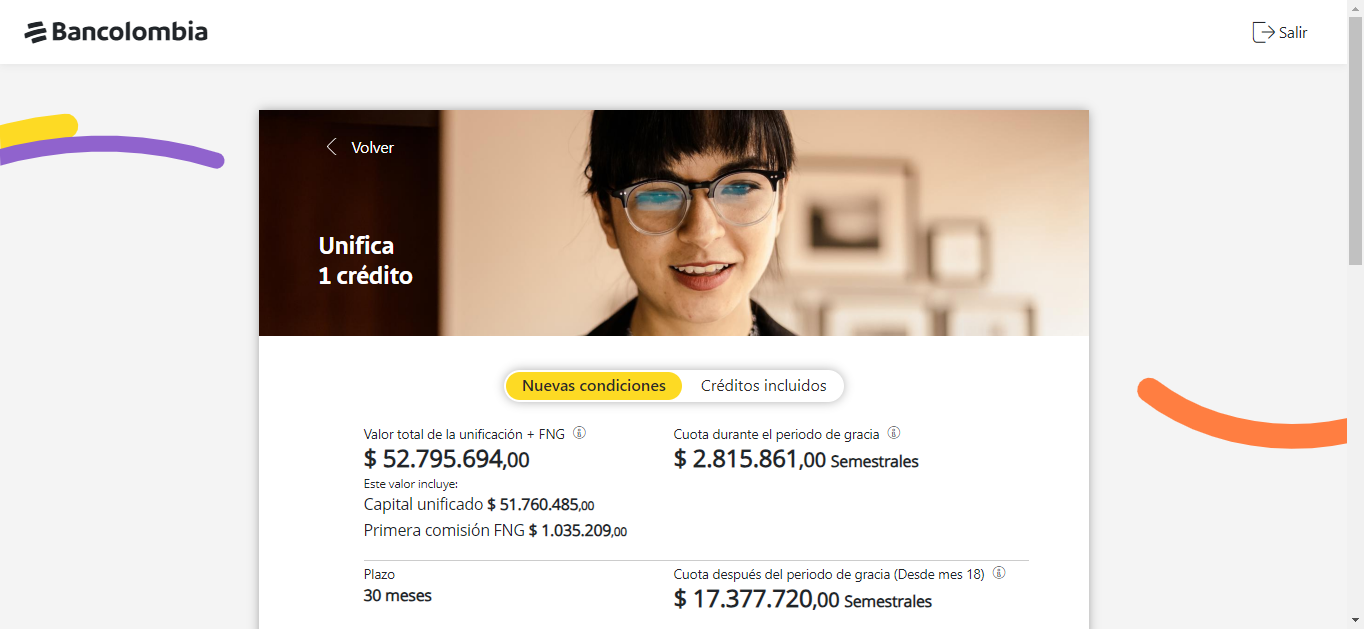 Bancolombia
Salir
Volver
Unifica
1 crédito
Nuevas condiciones
Créditos incluidos
Valor total de la unificación + FNG
$ 52.795.694,00
Este valor incluye:
Capital unificado $ 51.760.485,00
Primera comisión FNG $ 1.035.209,00
Cuota durante el periodo de gracia
$ 2.815.861,00 Semestrales
Plazo
30 meses
Cuota después del periodo de gracia (Desde mes 18)
$ 17.377.720,00 Semestrales